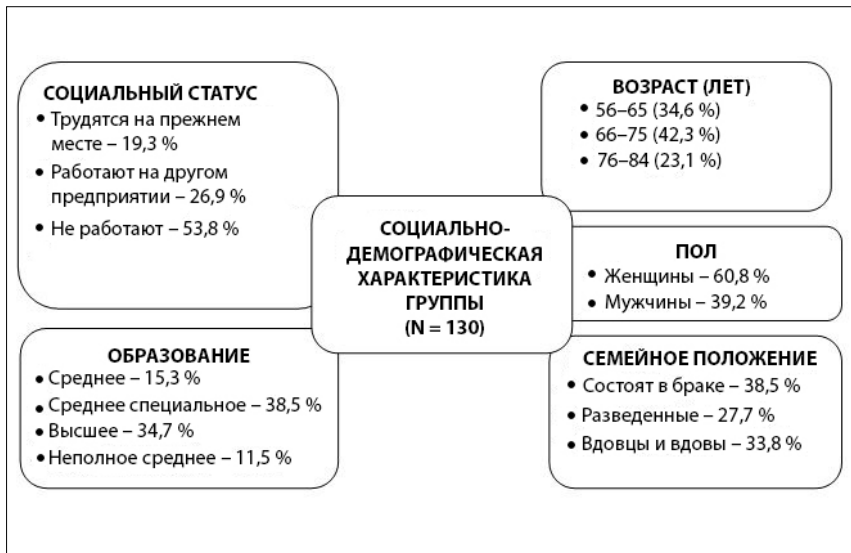 СОЦИАЛЬНЫЙ СТАТУС
• Трудятся на прежнем
месте – 19,3 %
• Работают на другом
предприятии – 26,9 %
• Не работают – 53,8 %
ВОЗРАСТ (ЛЕТ)
• 56–65 (34,6 %)
• 66–75 (42,3 %)
• 76–84 (23,1 %)
СОЦИАЛЬНО-
ДЕМОГРАФИЧЕСКАЯ
ХАРАКТЕРИСТИКА
ГРУППЫ
(N = 130)
ПОЛ
• Женщины – 60,8 %
• Мужчины – 39,2 %
ОБРАЗОВАНИЕ
• Среднее – 15,3 %
• Среднее специальное – 38,5 %
• Высшее – 34,7 %
• Неполное среднее – 11,5 %
СЕМЕЙНОЕ ПОЛОЖЕНИЕ
• Состоят в браке – 38,5 %
• Разведенные – 27,7 %
• Вдовцы и вдовы – 33,8 %